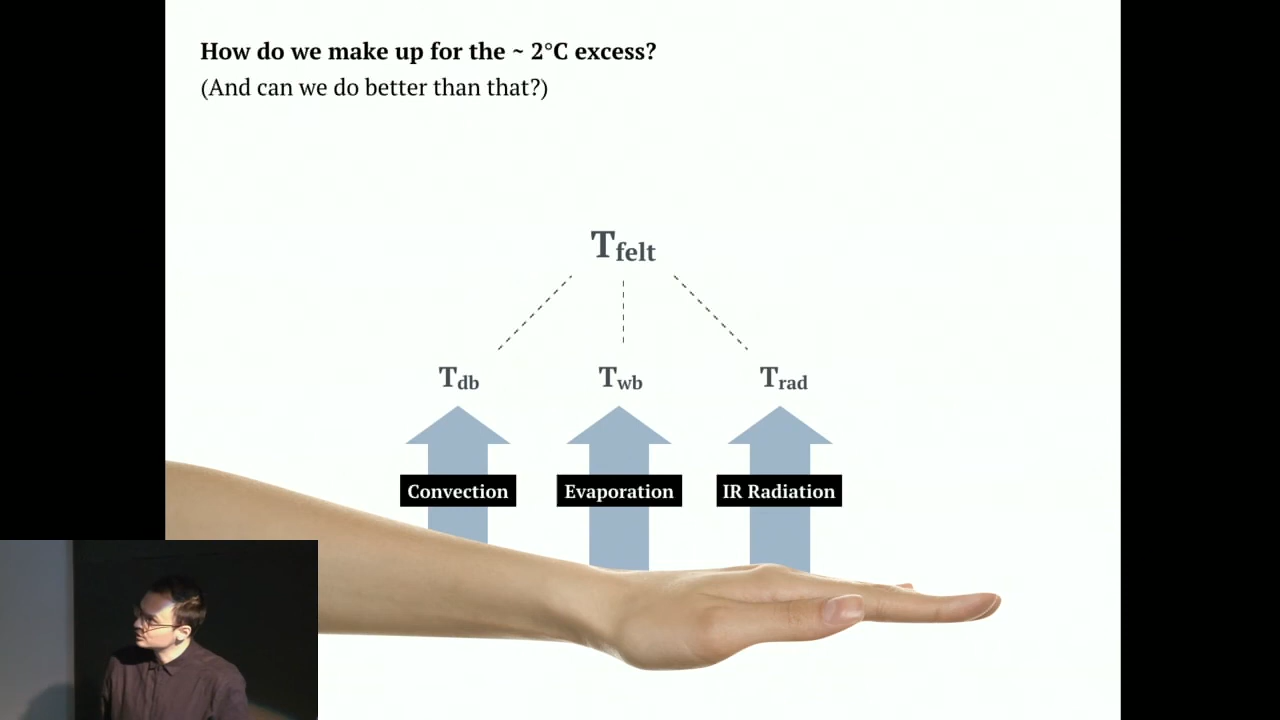 How do we make up for the ~ 2°C excess?
(And can we do better than that?)
Tfelt
Tdb Twb Trad
Convection Evaporation IR Radiation